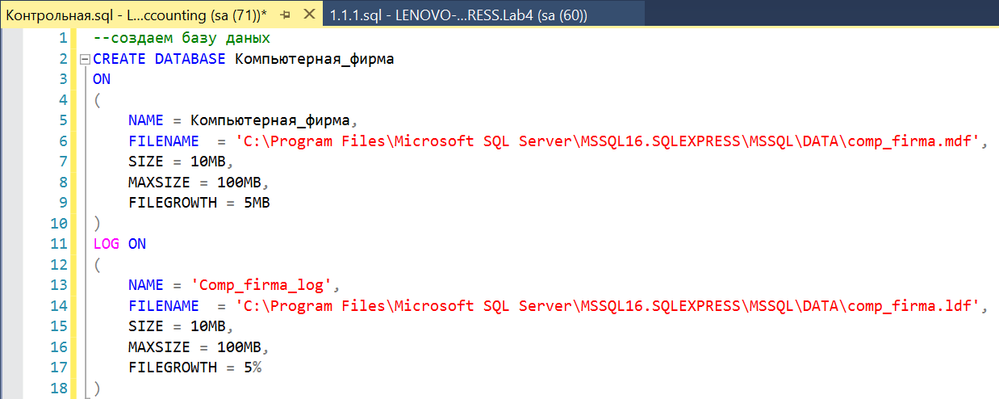 Контрольная.sql - L...ccounting (sa (71))* 1.1.1.sql - LENOVO-...RESS.Lab4 (sa (60))
1 --создаем базу даных
2 CREATE DATABASE Компьютерная_фирма
3 ON
4 (
5 NAME = Компьютерная_фирма,
6 FILENAME  = 'C:\Program Files\Microsoft SQL Server\MSSQL16.SQLEXPRESS\MSSQL\DATA\comp_firma.mdf',
7 SIZE = 10MB,
8 MAXSIZE = 100MB,
9 FILEGROWTH = 5MB
10 )
11 LOG ON
12 (
13 NAME = 'Comp_firma_log',
14 FILENAME  = 'C:\Program Files\Microsoft SQL Server\MSSQL16.SQLEXPRESS\MSSQL\DATA\comp_firma.ldf',
15 SIZE = 10MB,
16 MAXSIZE = 100MB,
17 FILEGROWTH = 5%
18 )